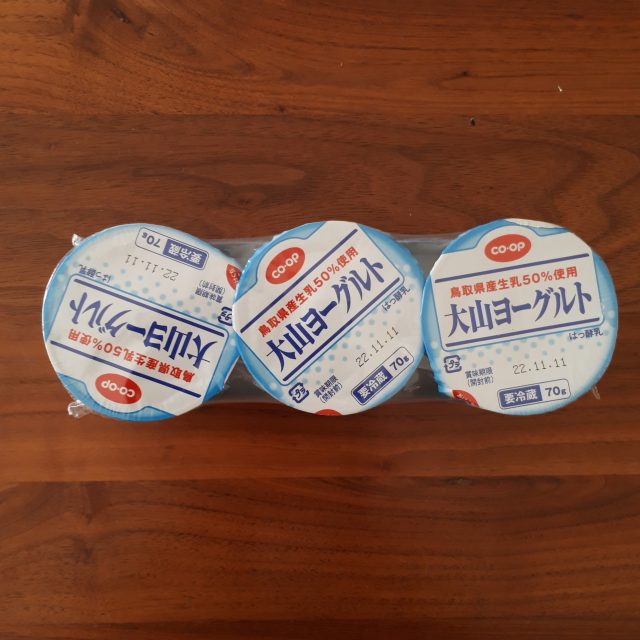 要冷蔵 70g
22.11.11
賞味期限
(開封前)
はっ酵乳
大山ヨーグルト
鳥取県産生乳50%使用
CO·OP
CO·OP
鳥取県産生乳50%使用
大山ヨーグルト
はっ酵乳
22.11.11
賞味期限
(開封前)
要冷蔵 70g
CO·OP
鳥取県産生乳50%使用
大山ヨーグルト
はっ酵乳
22.11.11
賞味期限
(開封前)
要冷蔵 70g